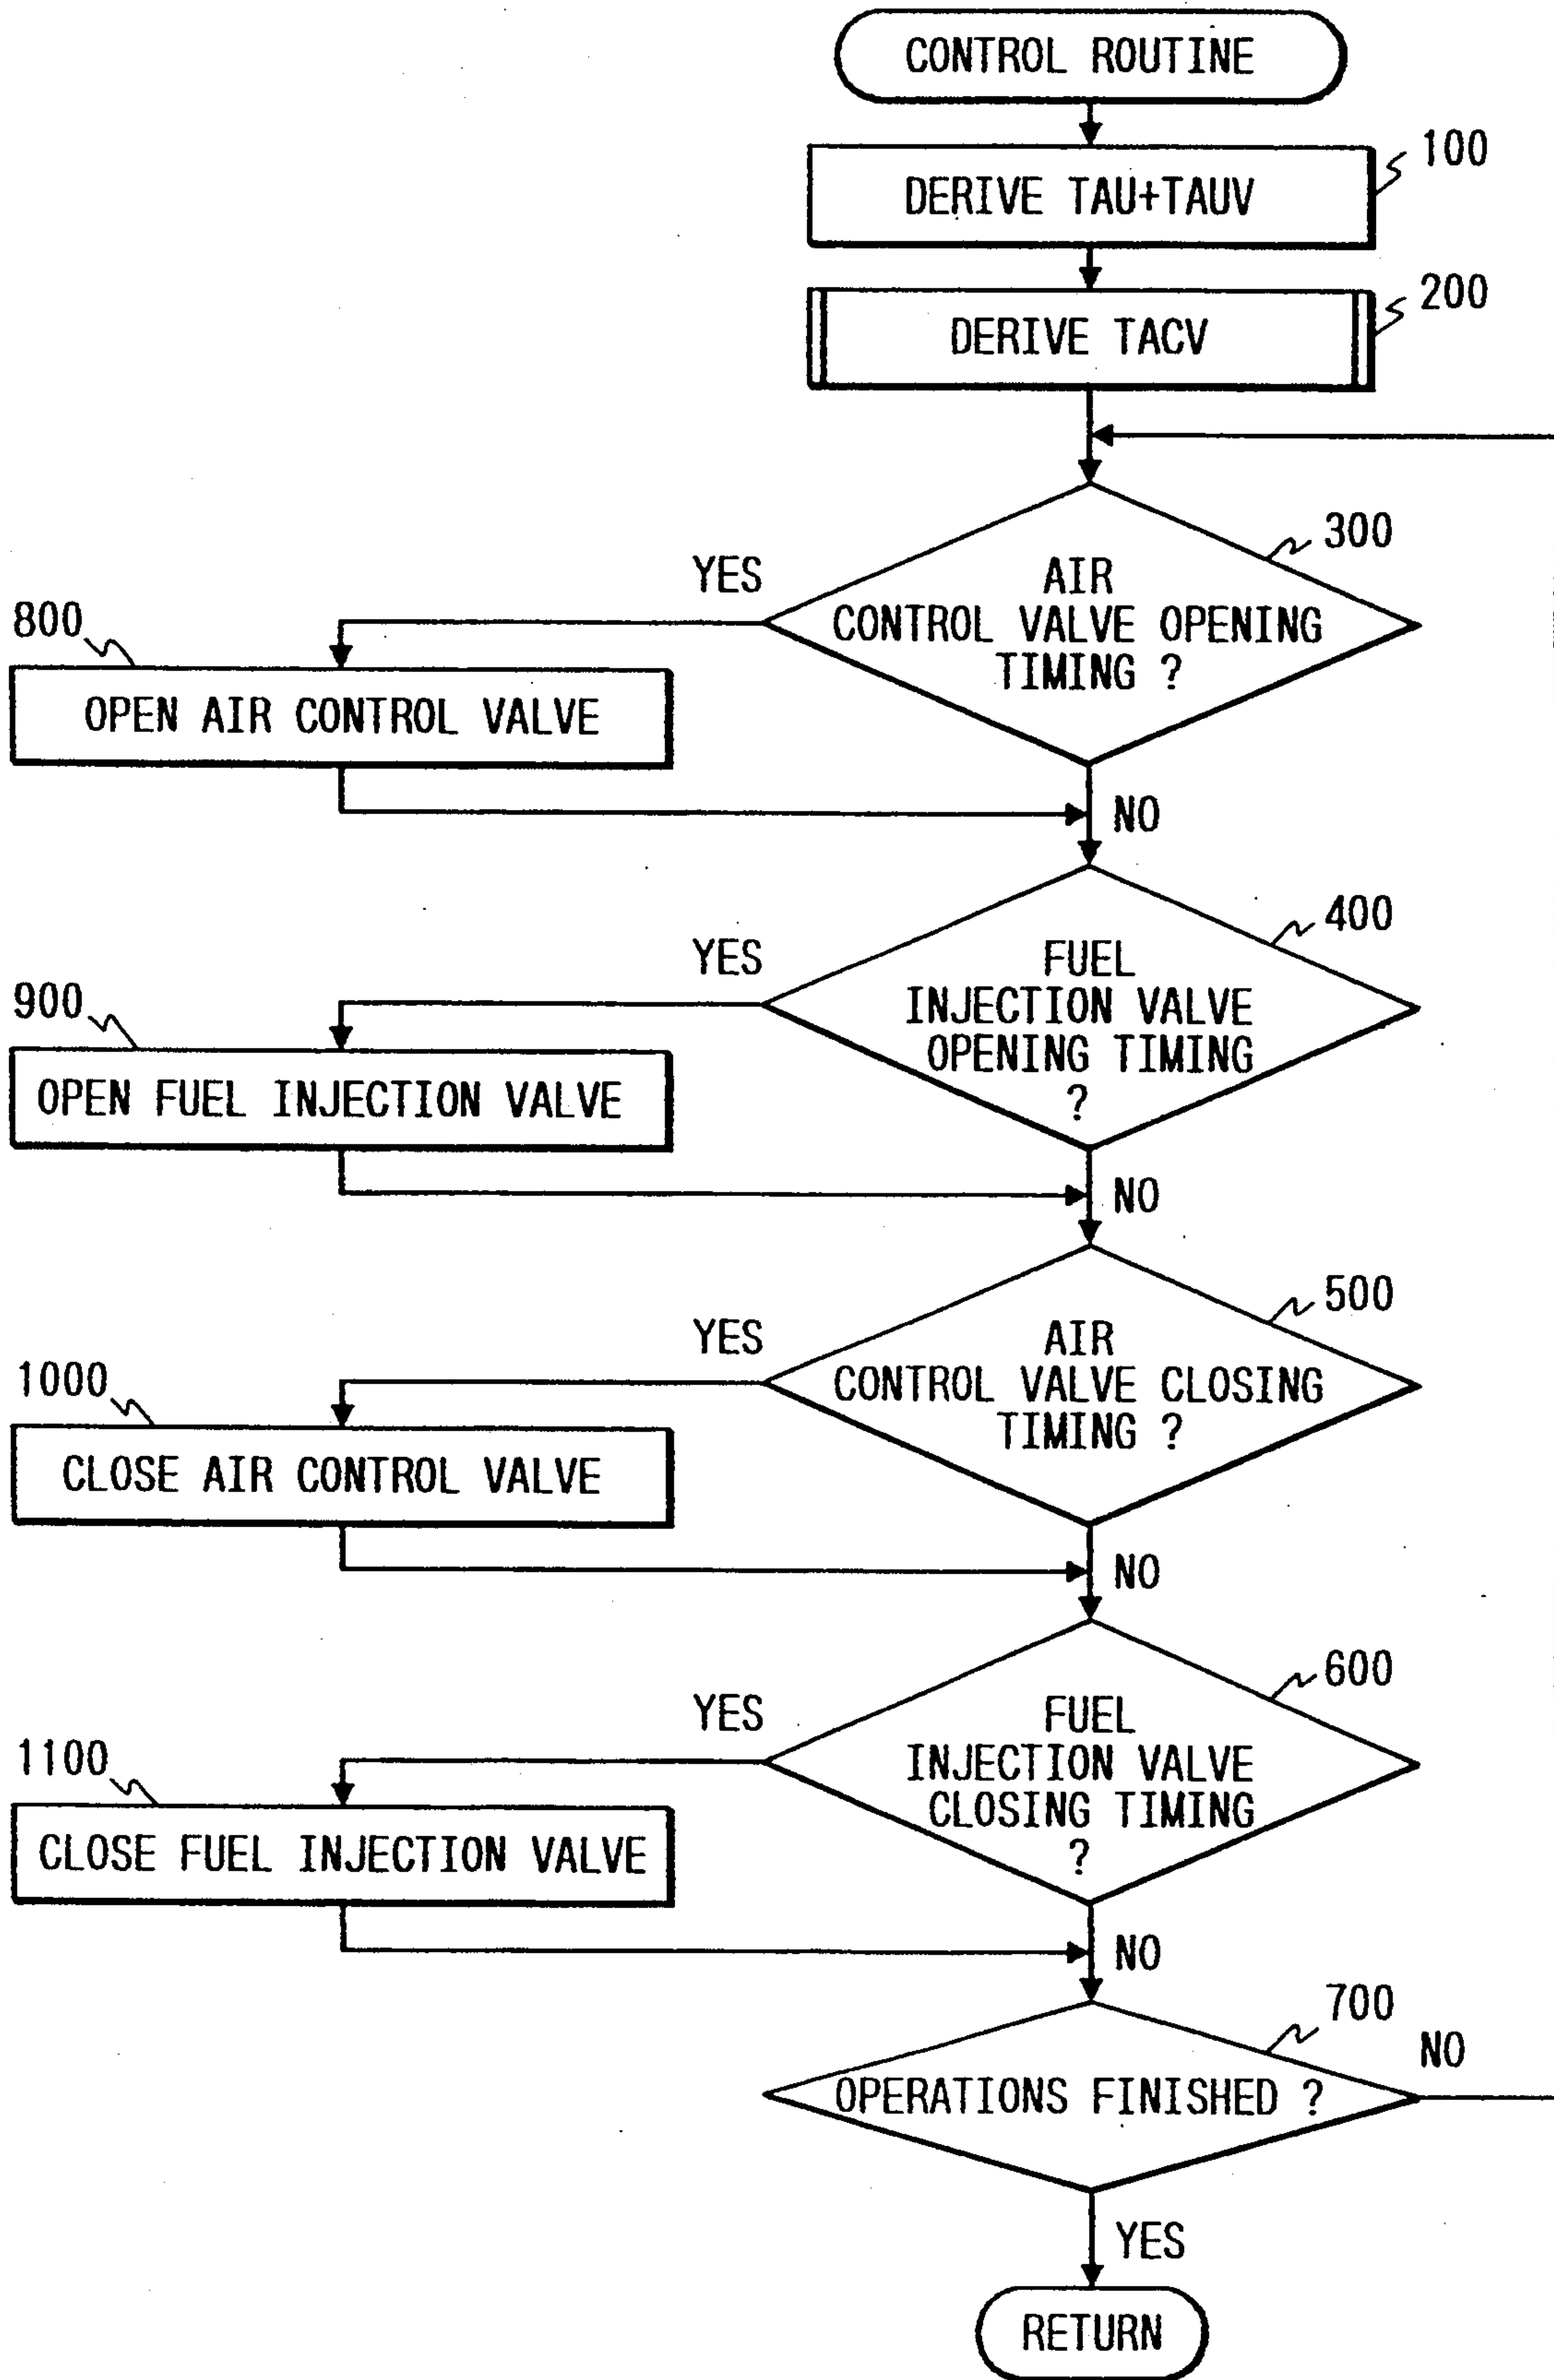 CONTROL ROUTINE
100
DERIVE TAU+TAUV
200
DERIVE TACV
300
YES
AIR
CONTROL VALVE OPENING
TIMING ?
800
OPEN AIR CONTROL VALVE
NO
400
YES
FUEL
INJECTION VALVE
OPENING TIMING
?
900
OPEN FUEL INJECTION VALVE
NO
500
YES
AIR
CONTROL VALVE CLOSING
TIMING ?
1000
CLOSE AIR CONTROL VALVE
NO
600
YES
FUEL
INJECTION VALVE
CLOSING TIMING
?
1100
CLOSE FUEL INJECTION VALVE
NO
700
NO
OPERATIONS FINISHED ?
YES
RETURN